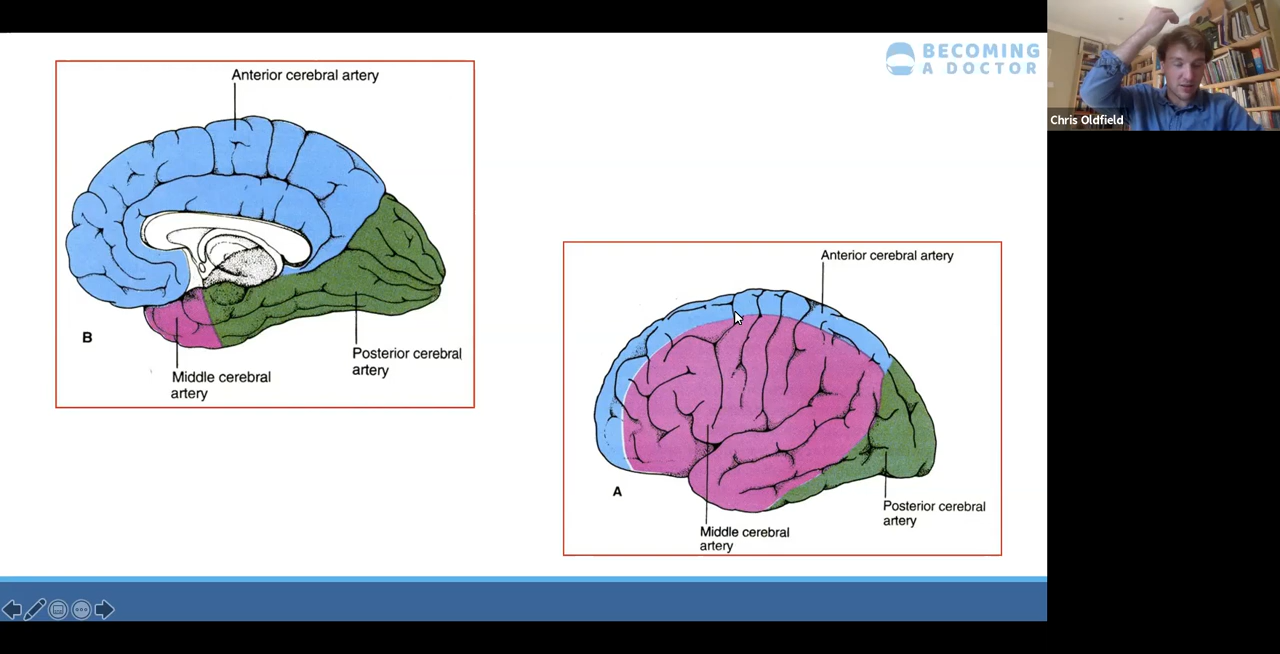 BECOMING
A DOCTOR
Chris Oldfield
Anterior cerebral artery
B
Middle cerebral
artery
Posterior cerebral
artery
Anterior cerebral artery
A
Middle cerebral
artery
Posterior cerebral
artery